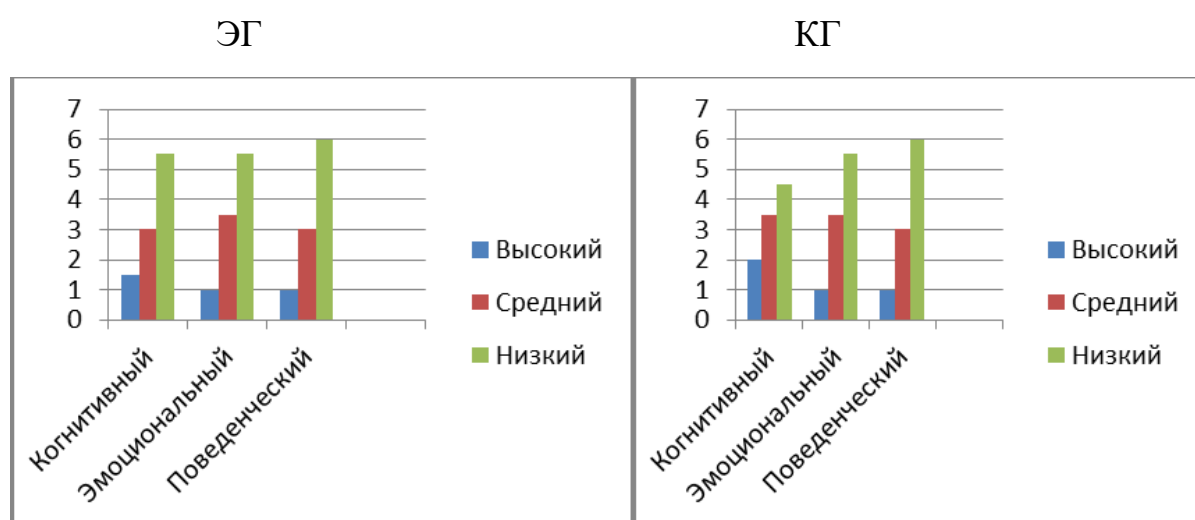 ЭГ
КГ
7
6
5
4
3
2
1
0
Когнитивный
Эмоциональный
Поведенческий
Высокий
Средний
Низкий
7
6
5
4
3
2
1
0
Когнитивный
Эмоциональный
Поведенческий
Высокий
Средний
Низкий